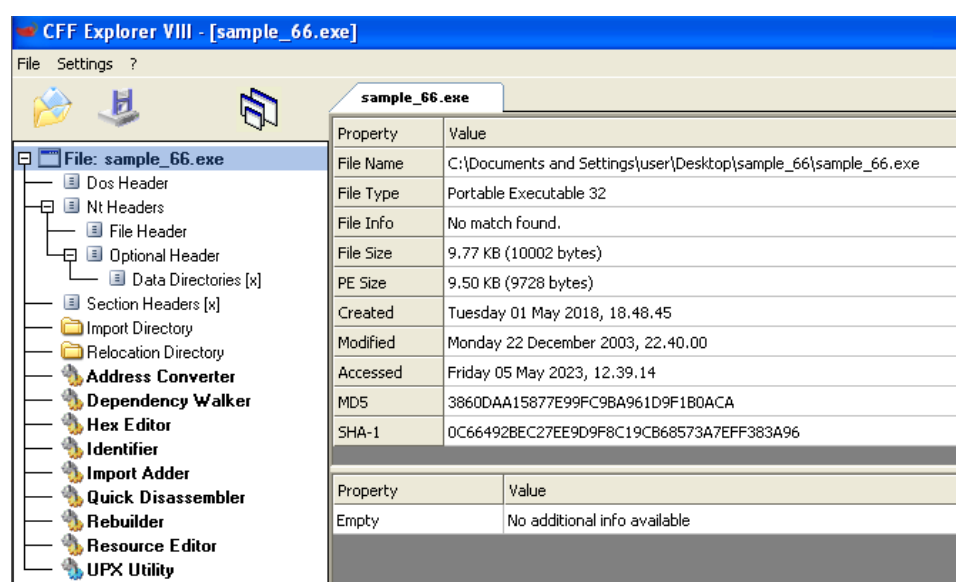 CFF Explorer VIII - [sample_66.exe]
File Settings ?
sample_66.exe
File: sample_66.exe
Dos Header
Nt Headers
File Header
Optional Header
Data Directories [x]
Section Headers [x]
Import Directory
Relocation Directory
Address Converter
Dependency Walker
Hex Editor
Identifier
Import Adder
Quick Disassembler
Rebuilder
Resource Editor
UPX Utility
Property Value
File Name C:\Documents and Settings\user\Desktop\sample_66\sample_66.exe
File Type Portable Executable 32
File Info No match found.
File Size 9.77 KB (10002 bytes)
PE Size 9.50 KB (9728 bytes)
Created Tuesday 01 May 2018, 18.48.45
Modified Monday 22 December 2003, 22.40.00
Accessed Friday 05 May 2023, 12.39.14
MD5 3860DAA15877E99FC9BA961D9F1B0ACA
SHA-1 0C66492BEC27EE9D9F8C19CB68573A7EFF383A96
Property Value
Empty No additional info available